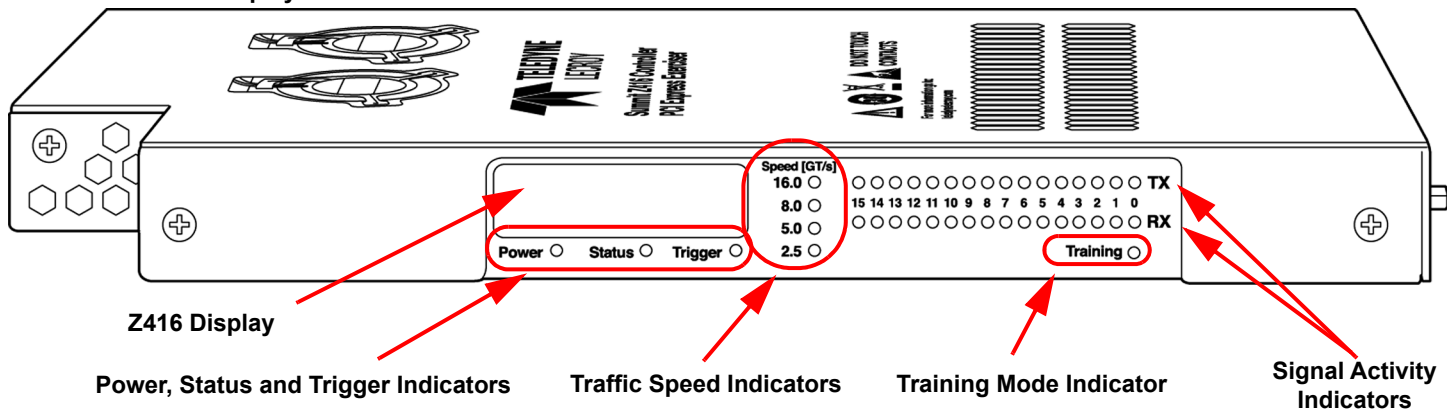 TELEDYNE
LECROY
Summit Z416 Controller
PCI Express Exerciser
DO NOT TOUCH
CONTACTS
Speed [GT/s]
16.0
8.0
5.0
2.5
TX
15 14 13 12 11 10 9 8 7 6 5 4 3 2 1 0
RX
Power Status Trigger
Training
Z416 Display
Power, Status and Trigger Indicators
Traffic Speed Indicators
Training Mode Indicator
Signal Activity
Indicators